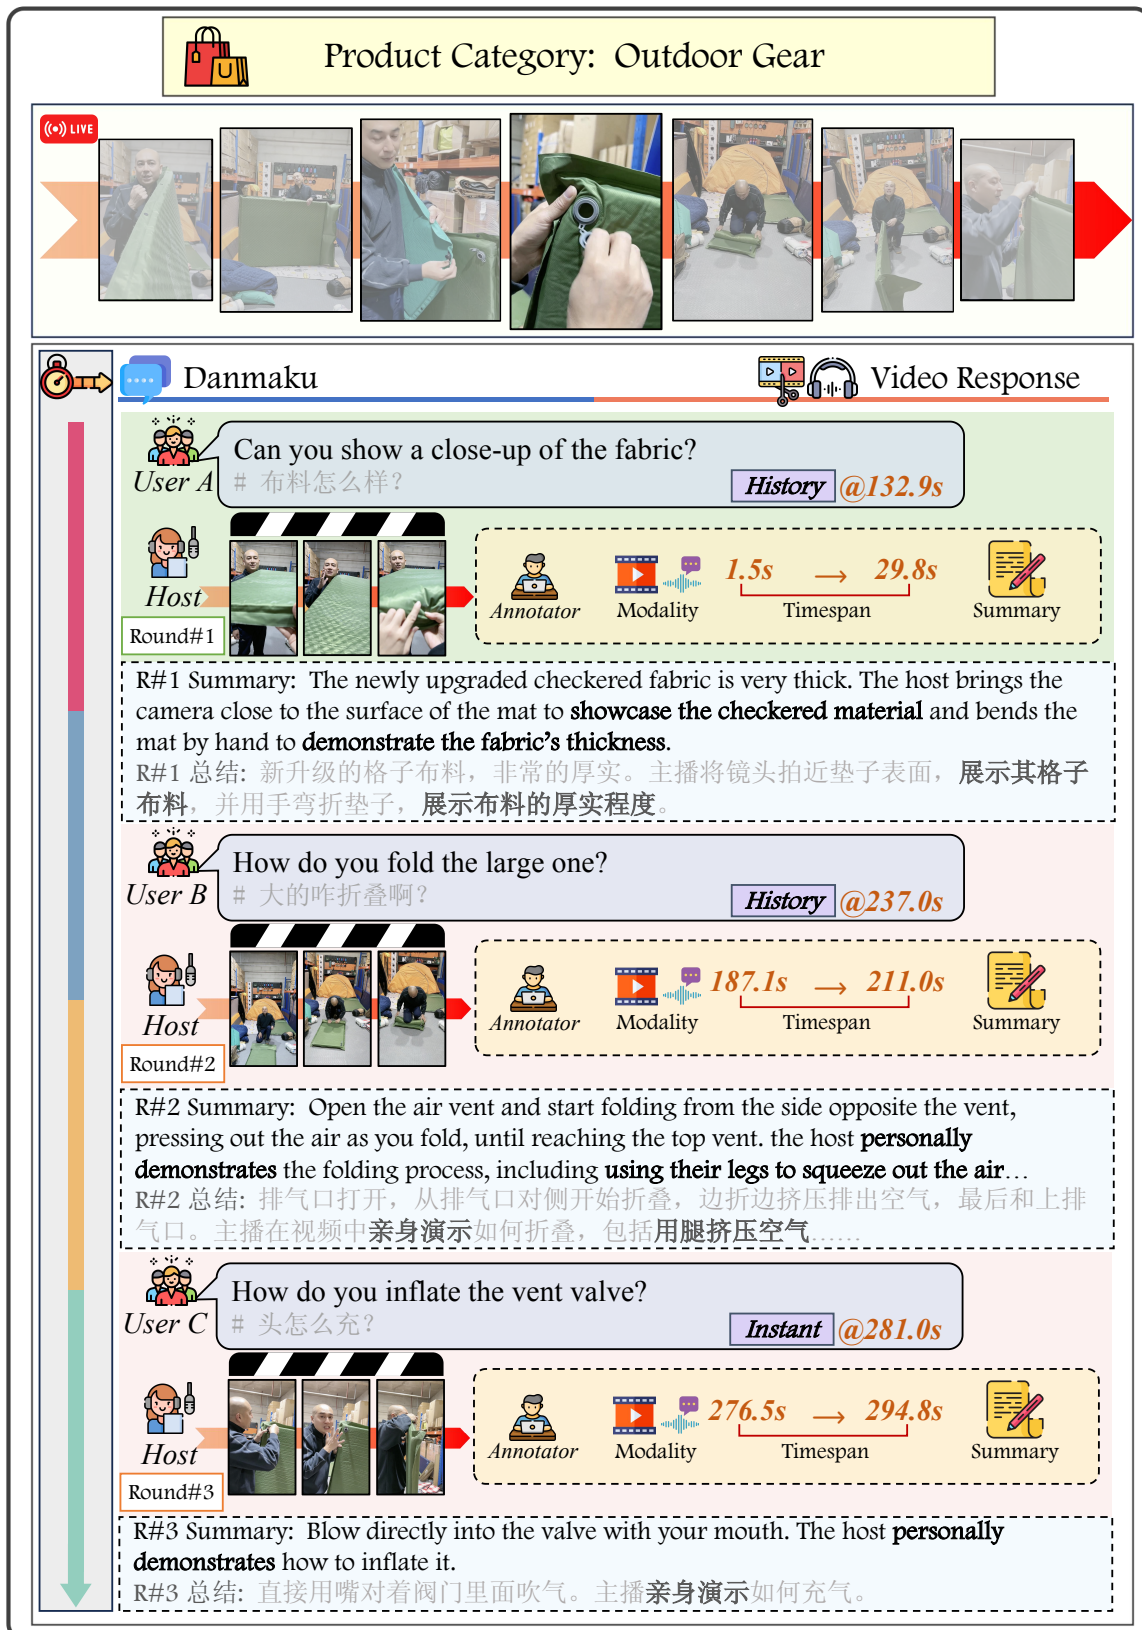 Product Category: Outdoor Gear
LIVE
Danmaku
Video Response
User A
Can you show a close-up of the fabric?
# 布料怎么样?
History @132.9s
Host
Round#1
Annotator
Modality
1.5s → 29.8s
Timespan
Summary
R#1 Summary: The newly upgraded checkered fabric is very thick. The host brings the
camera close to the surface of the mat to showcase the checkered material and bends the
mat by hand to demonstrate the fabric's thickness.
R#1 总结: 新升级的格子布料，非常的厚实。主播将镜头拍近垫子表面，展示其格子
布料，并用手弯折垫子，展示布料的厚实程度。
User B
How do you fold the large one?
# 大的咋折叠啊?
History @237.0s
Host
Round#2
Annotator
Modality
187.1s → 211.0s
Timespan
Summary
R#2 Summary: Open the air vent and start folding from the side opposite the vent,
pressing out the air as you fold, until reaching the top vent. the host personally
demonstrates the folding process, including using their legs to squeeze out the air...
R#2 总结: 排气口打开，从排气口对侧开始折叠，边折边挤压排出空气，最后和上排
气口。主播在视频中亲身演示如何折叠，包括用腿挤压空气……
User C
How do you inflate the vent valve?
# 头怎么充?
Instant @281.0s
Host
Round#3
Annotator
Modality
276.5s → 294.8s
Timespan
Summary
R#3 Summary: Blow directly into the valve with your mouth. The host personally
demonstrates how to inflate it.
R#3 总结: 直接用嘴对着阀门里面吹气。主播亲身演示如何充气。